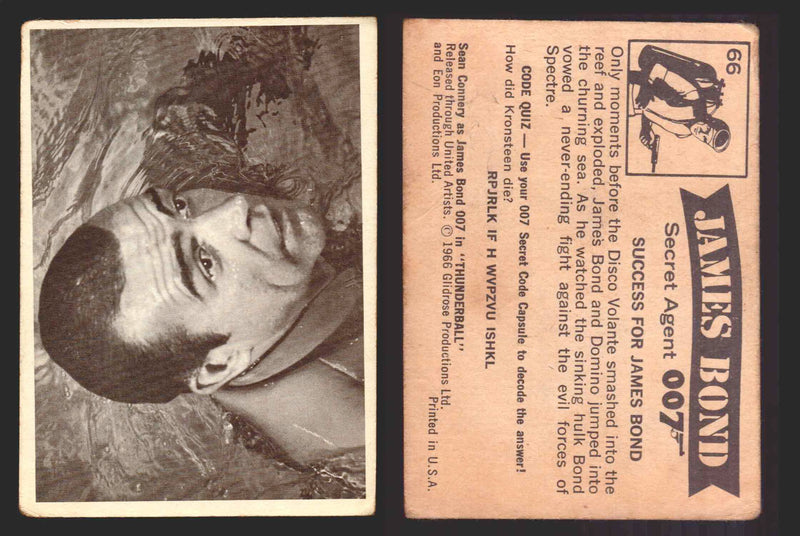 66
JAMES BOND
Secret Agent 007
SUCCESS FOR JAMES BOND
Only moments before the Disco Volante smashed into the
reef and exploded, James Bond and Domino jumped into
the churning sea. As he watched the sinking hulk Bond
vowed a never-ending fight against the evil forces of
Spectre.
CODE QUIZ — Use your 007 Secret Code Capsule to decode the answer!
How did Kronsteen die?
RPJRLK IF H WVPZVU ISHKL
Sean Connery as James Bond 007 in "THUNDERBALL"
Released through United Artists. © 1966 Glidrose Productions Ltd.
and Eon Productions Ltd. Printed in U.S.A.